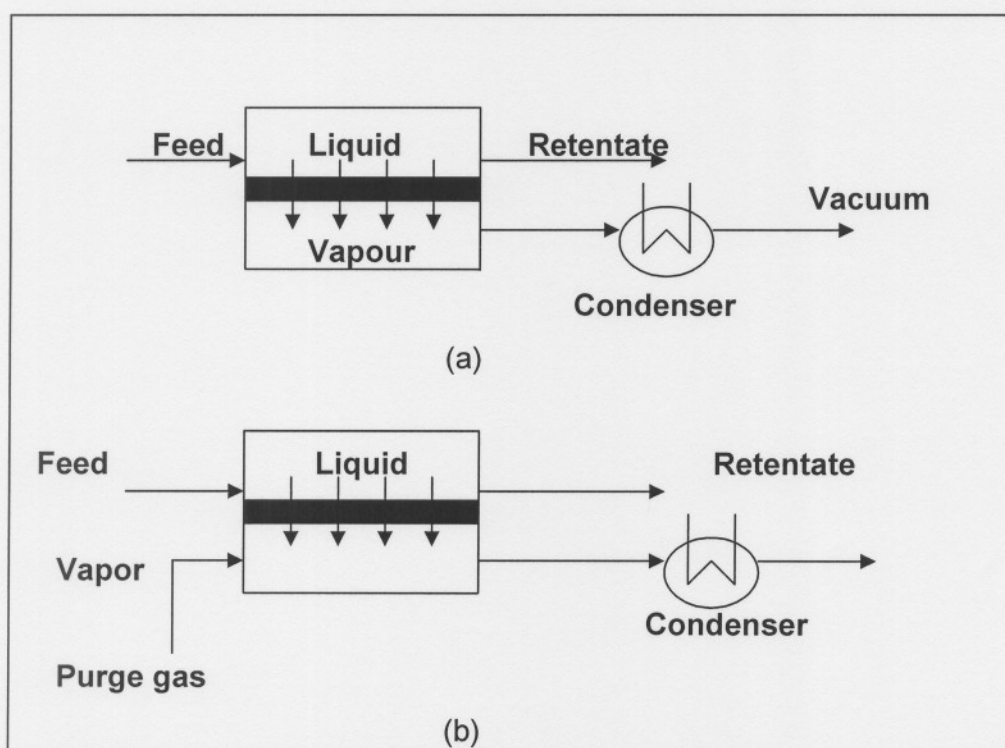 Feed Liquid Retentate
Vacuum
Vapour
Condenser
(a)
Feed Liquid Retentate
Vapor
Condenser
Purge gas
(b)